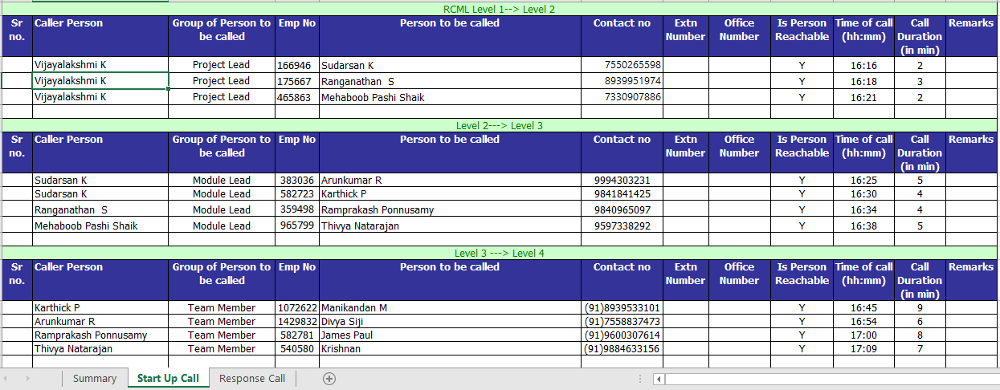 RCML Level 1--> Level 2
Sr no. Caller Person Group of Person to be called Emp No Person to be called Contact no Extn Number Office Number Is Person Reachable Time of call (hh:mm) Call Duration (in min) Remarks
Vijayalakshmi K Project Lead 166946 Sudarsan K 7550265598 Y 16:16 2
Vijayalakshmi K Project Lead 175667 Ranganathan  S 8939951974 Y 16:18 3
Vijayalakshmi K Project Lead 465863 Mehaboob Pashi Shaik 7330907886 Y 16:21 2
Level 2---> Level 3
Sr no. Caller Person Group of Person to be called Emp No Person to be called Contact no Extn Number Office Number Is Person Reachable Time of call (hh:mm) Call Duration (in min) Remarks
Sudarsan K Module Lead 383036 Arunkumar R 9994303231 Y 16:25 5
Sudarsan K Module Lead 582723 Karthick P 9841841425 Y 16:30 4
Ranganathan  S Module Lead 359498 Ramprakash Ponnusamy 9840965097 Y 16:34 4
Mehaboob Pashi Shaik Module Lead 965799 Thivya Natarajan 9597338292 Y 16:38 5
Level 3 ---> Level 4
Sr no. Caller Person Group of Person to be called Emp No Person to be called Contact no Extn Number Office Number Is Person Reachable Time of call (hh:mm) Call Duration (in min) Remarks
Karthick P Team Member 1072622 Manikandan M (91)8939533101 Y 16:45 9
Arunkumar R Team Member 1429832 Divya Siji (91)7558837473 Y 16:54 6
Ramprakash Ponnusamy Team Member 582781 James Paul (91)9600307614 Y 17:00 8
Thivya Natarajan Team Member 540580 Krishnan (91)9884633156 Y 17:09 7
Summary Start Up Call Response Call